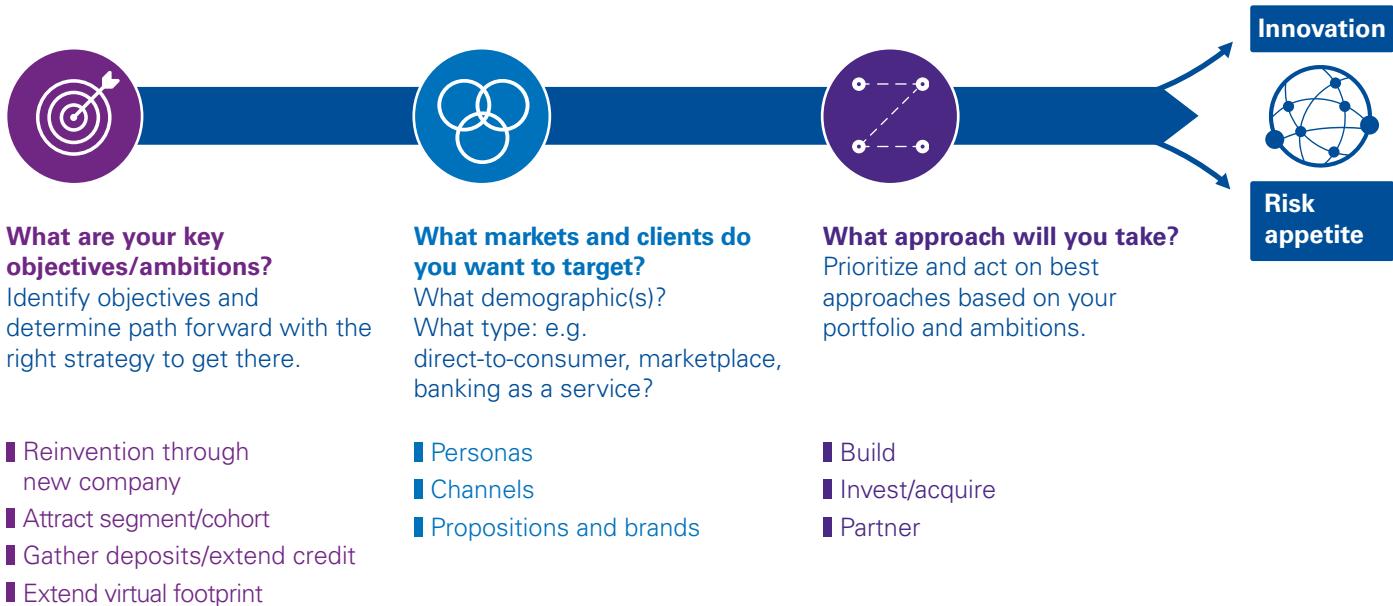 Innovation
Risk
appetite
What are your key
objectives/ambitions?
Identify objectives and
determine path forward with the
right strategy to get there.
Reinvention through
new company
Attract segment/cohort
Gather deposits/extend credit
Extend virtual footprint
What markets and clients do
you want to target?
What demographic(s)?
What type: e.g.
direct-to-consumer, marketplace,
banking as a service?
Personas
Channels
Propositions and brands
What approach will you take?
Prioritize and act on best
approaches based on your
portfolio and ambitions.
Build
Invest/acquire
Partner